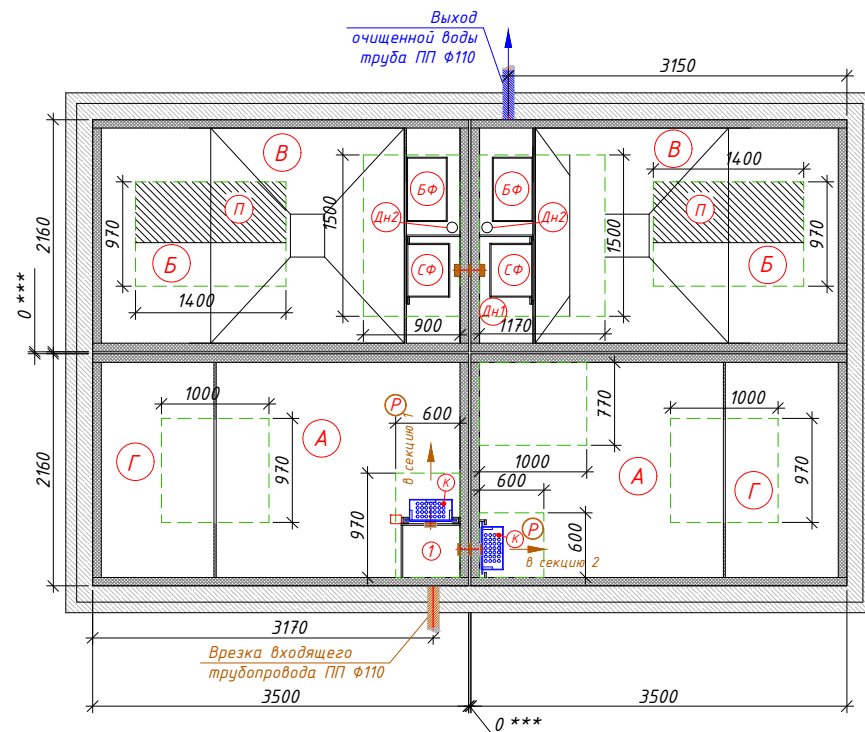 Выход
очищенной воды
труба ПП Ф110
3150
В
В
1400
БФ
БФ
П
П
970
1500
Дн2
Дн2
1500
970
2160
Б
Б
СФ
СФ
1400
Дн1
900
1170
0 ***
1000
Р
600
770
1000
А
в секцию 1
Г
970
1000
А
970
Г
2160
К
600
970
Р
К
600
1
в секцию 2
3170
Врезка входящего
трубопровода ПП Ф110
3500
3500
0 ***